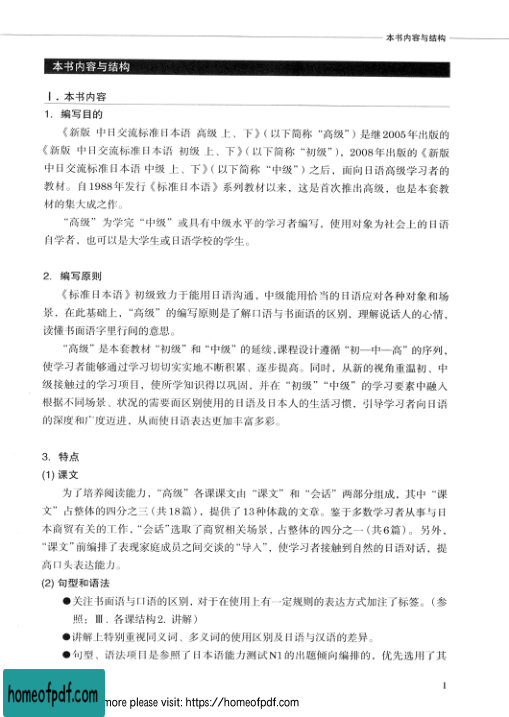 本书内容与结构
本书内容与结构
Ⅰ. 本书内容
1. 编写目的
《新版 中日交流标准日本语 高级 上、下》(以下简称“高级”)是继2005年出版的
《新版 中日交流标准日本语 初级 上、下》(以下简称“初级”),2008年出版的《新版
中日交流标准日本语 中级 上、下》(以下简称“中级”)之后,面向日语高级学习者的
教材。自1988年发行《标准日本语》系列教材以来,这是首次推出高级,也是本套教
材的集大成之作。
“高级”为学完“中级”或具有中级水平的学习者编写,使用对象为社会上的日语
自学者,也可以是大学生或日语学校的学生。
2. 编写原则
《标准日本语》初级致力于能用日语沟通,中级能用恰当的日语应对各种对象和场
景,在此基础上,“高级”的编写原则是了解口语与书面语的区别,理解说话人的心情,
读懂书面语字里行间的意思。
“高级”是本套教材“初级”和“中级”的延续,课程设计遵循“初—中—高”的序列,
使学习者能够通过学习切切实实地不断积累、逐步提高。同时,从新的视角重温初、中
级接触过的学习项目,使所学知识得以巩固,并在“初级”“中级”的学习要素中融入
根据不同场景、状况的需要而区别使用的日语及日本人的生活习惯,引导学习者向日语
的深度和广度迈进,从而使日语表达更加丰富多彩。
3. 特点
(1) 课文
为了培养阅读能力,“高级”各课课文由“课文”和“会话”两部分组成,其中“课
文”占整体的四分之三(共18篇),提供了13种体裁的文章。鉴于多数学习者从事与日
本商贸有关的工作,“会话”选取了商贸相关场景,占整体的四分之一(共6篇)。另外,
“课文”前编排了表现家庭成员之间交谈的“导入”,使学习者接触到自然的日语对话,提
高口头表达能力。
(2) 句型和语法
●关注书面语与口语的区别,对于在使用上有一定规则的表达方式加注了标签。(参
照:Ⅲ. 各课结构2. 讲解)
●讲解上特别重视同义词、多义词的使用区别及日语与汉语的差异。
●句型、语法项目是参照了日本语能力测试N1的出题倾向编排的,优先选用了其
1
homeofpdf.com
more please visit: https://homeofpdf.com